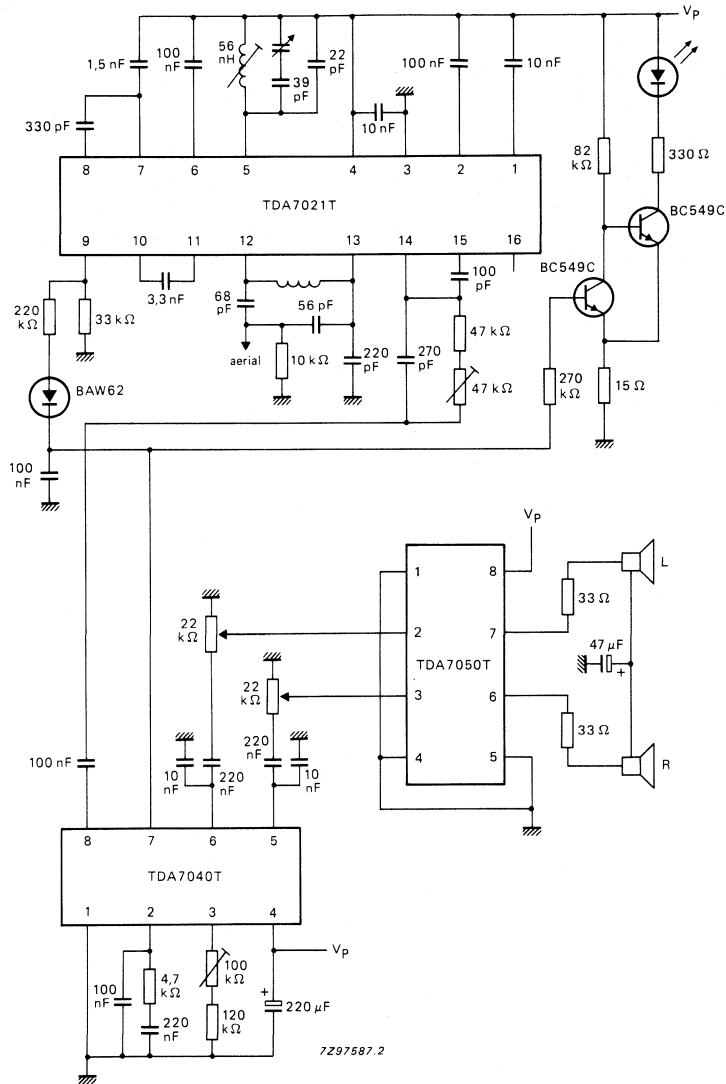 V_P
1,5 nF
100 nF
56 nH
39 pF
22 pF
100 nF
10 nF
330 pF
10 nF
82 kΩ
330 Ω
8 7 6 5 4 3 2 1
TDA7021T
9 10 11 12 13 14 15 16
BC549C
BC549C
220 kΩ
33 kΩ
3,3 nF
68 pF
56 pF
100 pF
47 kΩ
aerial
10 kΩ
220 pF
270 pF
47 kΩ
270 kΩ
15 Ω
BAW62
100 nF
V_P
1 8
L
33 Ω
22 kΩ
2 7
47 μF
+
TDA7050T
22 kΩ
3 6
33 Ω
R
4 5
100 nF
10 nF
220 nF
220 nF
10 nF
8 7 6 5
TDA7040T
1 2 3 4
V_P
100 nF
4,7 kΩ
220 nF
100 kΩ
120 kΩ
+
220 μF
7Z97587.2